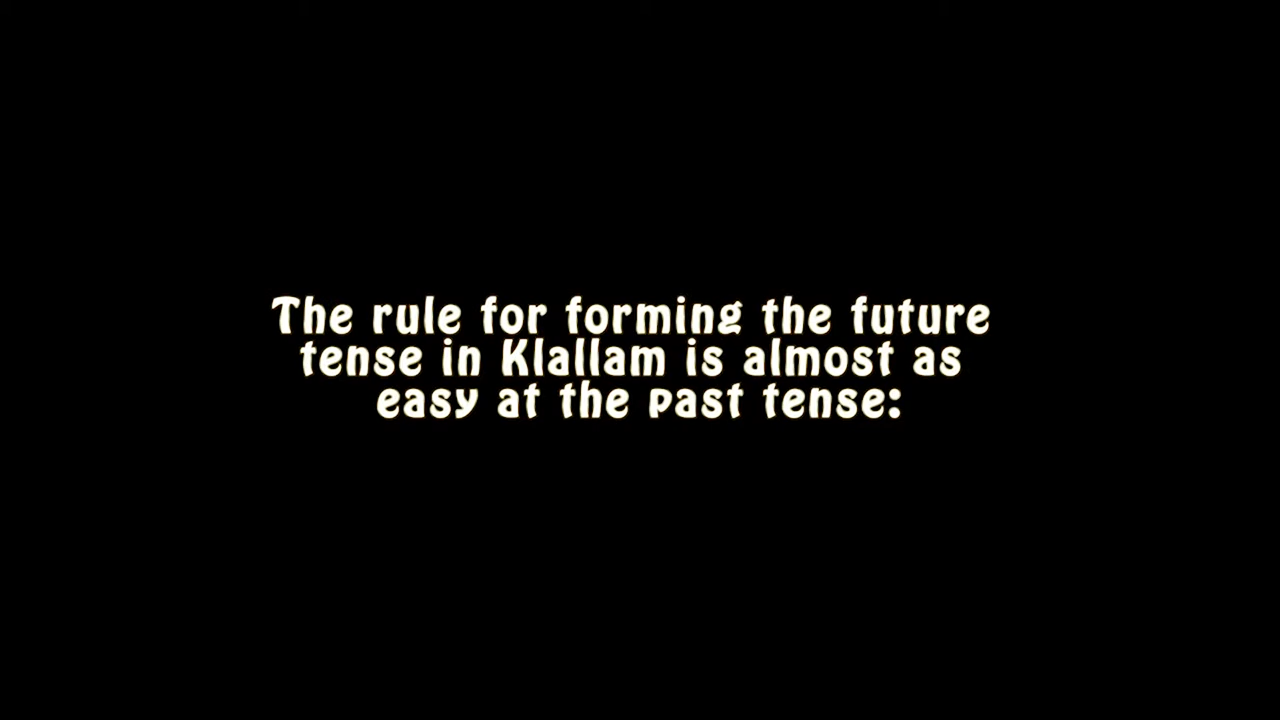 The rule for forming the future
tense in Klallam is almost as
easy at the past tense: